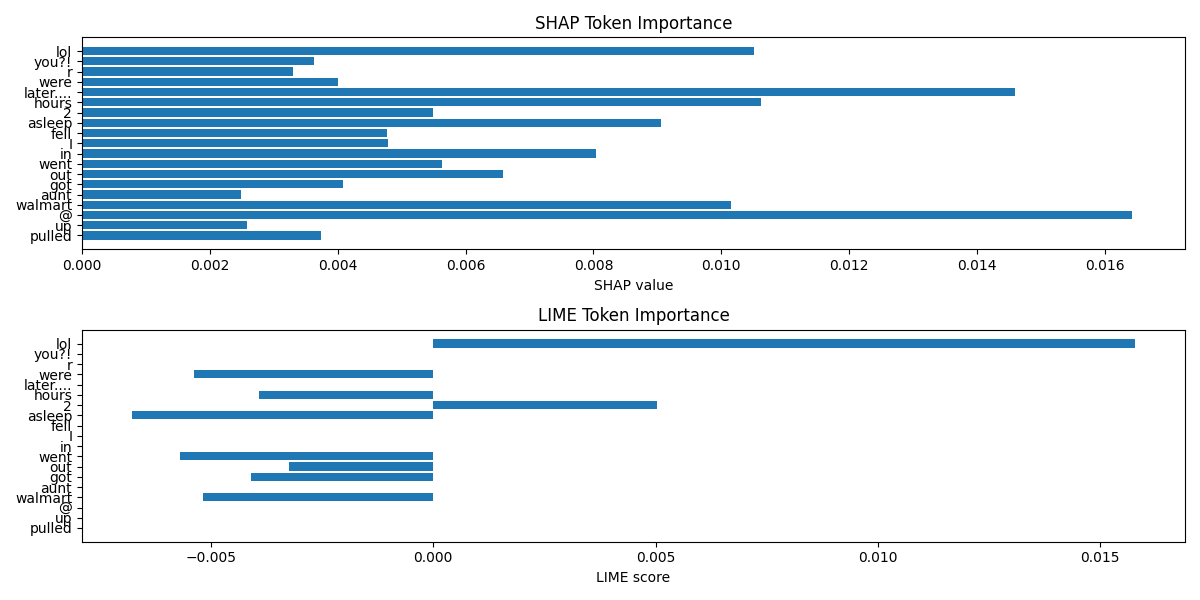 SHAP Token Importance
lol
you?!
r
were
later....
hours
2
asleep
fell
I
in
went
out
got
aunt
walmart
@
up
pulled
0.000 0.002 0.004 0.006 0.008 0.010 0.012 0.014 0.016
SHAP value
LIME Token Importance
lol
you?!
r
were
later....
hours
2
asleep
fell
I
in
went
out
got
aunt
walmart
@
up
pulled
−0.005 0.000 0.005 0.010 0.015
LIME score